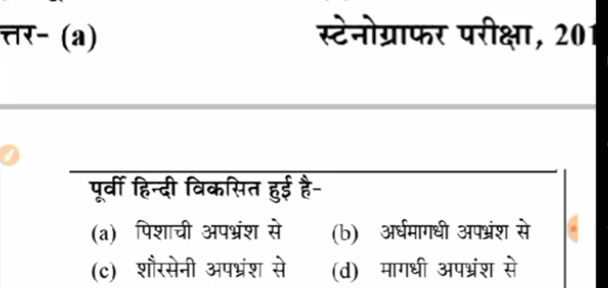 त्तर- (a) स्टेनोग्राफर परीक्षा, 201
पूर्वी हिन्दी विकसित हुई है-
(a) पिशाची अपभ्रंश से (b) अर्धमागधी अपभ्रंश से
(c) शौरसेनी अपभ्रंश से (d) मागधी अपभ्रंश से